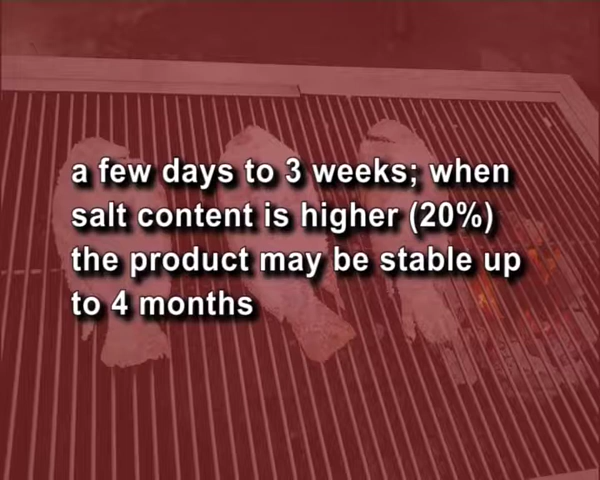 a few days to 3 weeks; when
salt content is higher (20%)
the product may be stable up
to 4 months